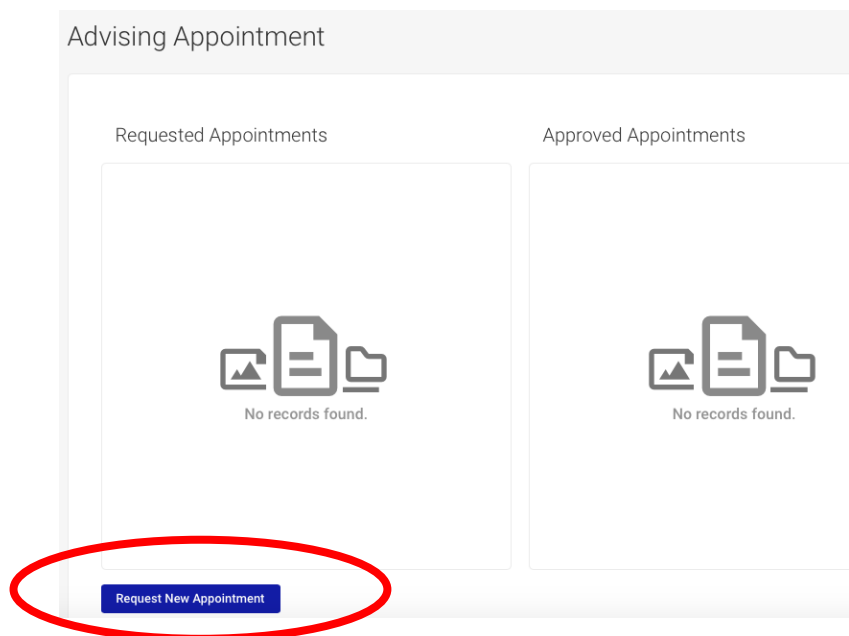 Advising Appointment
Requested Appointments
Approved Appointments
No records found.
No records found.
Request New Appointment